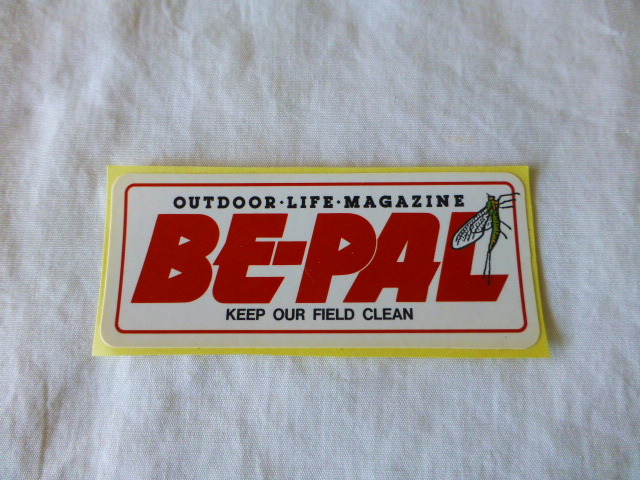 OUTDOOR·LIFE·MAGAZINE
BE-PAL
KEEP OUR FIELD CLEAN